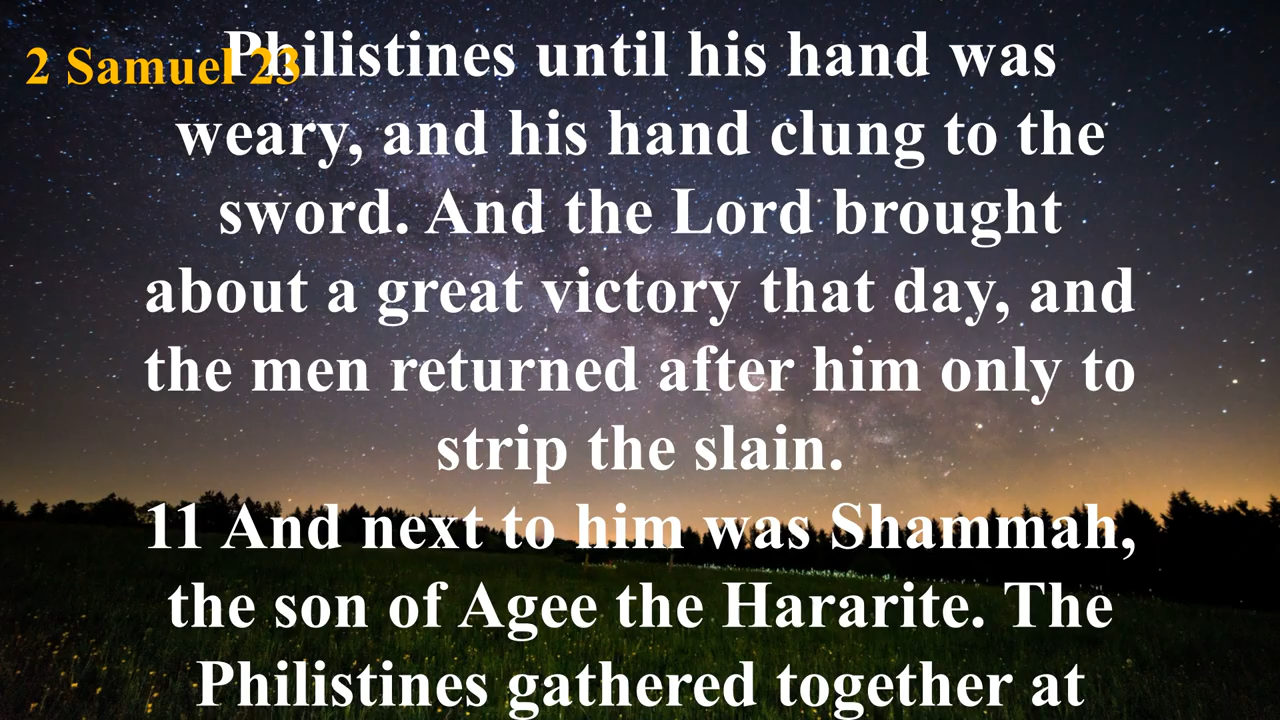 2 Samuel 23
Philistines until his hand was
weary, and his hand clung to the
sword. And the Lord brought
about a great victory that day, and
the men returned after him only to
strip the slain.
11 And next to him was Shammah,
the son of Agee the Hararite. The
Philistines gathered together at